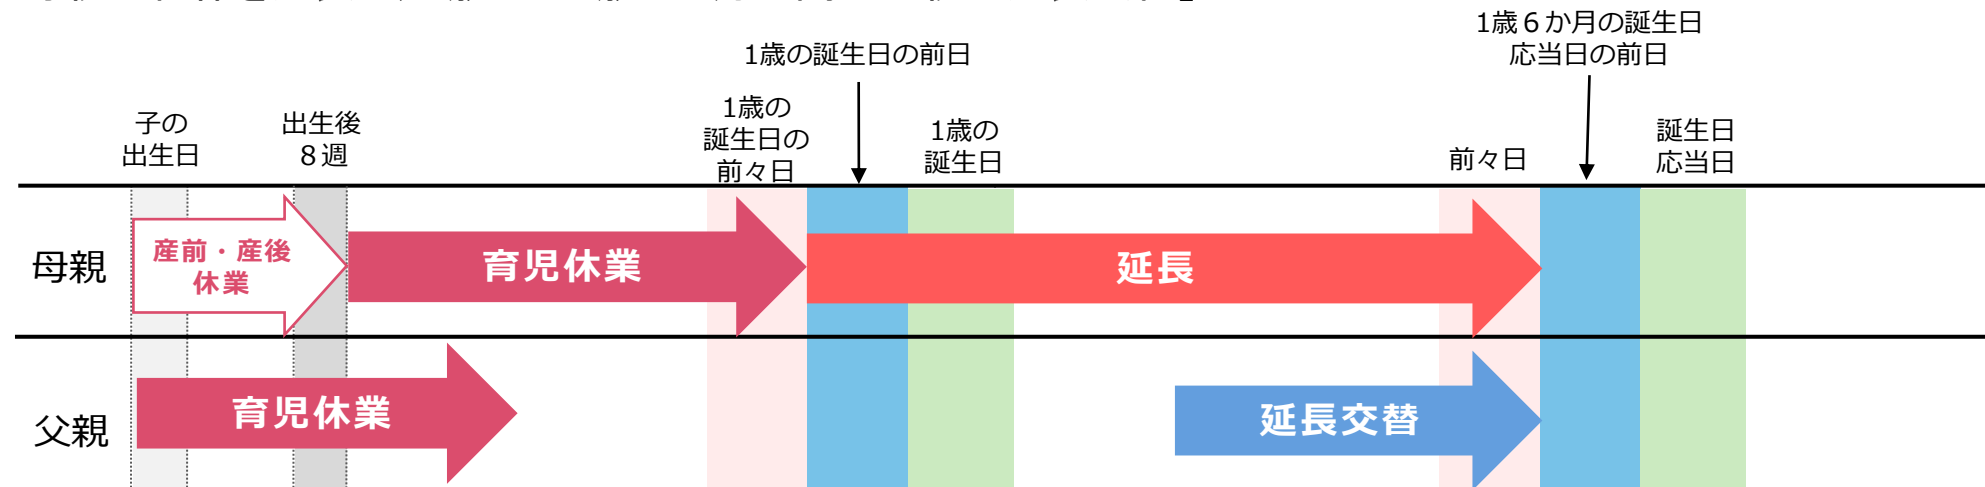 1歳６か月の誕生日
応当日の前日
1歳の誕生日の前日
子の
出生日
出生後
８週
1歳の
誕生日の
前々日
1歳の
誕生日
前々日
誕生日
応当日
母親
産前・産後
休業
育児休業
延長
父親
育児休業
延長交替